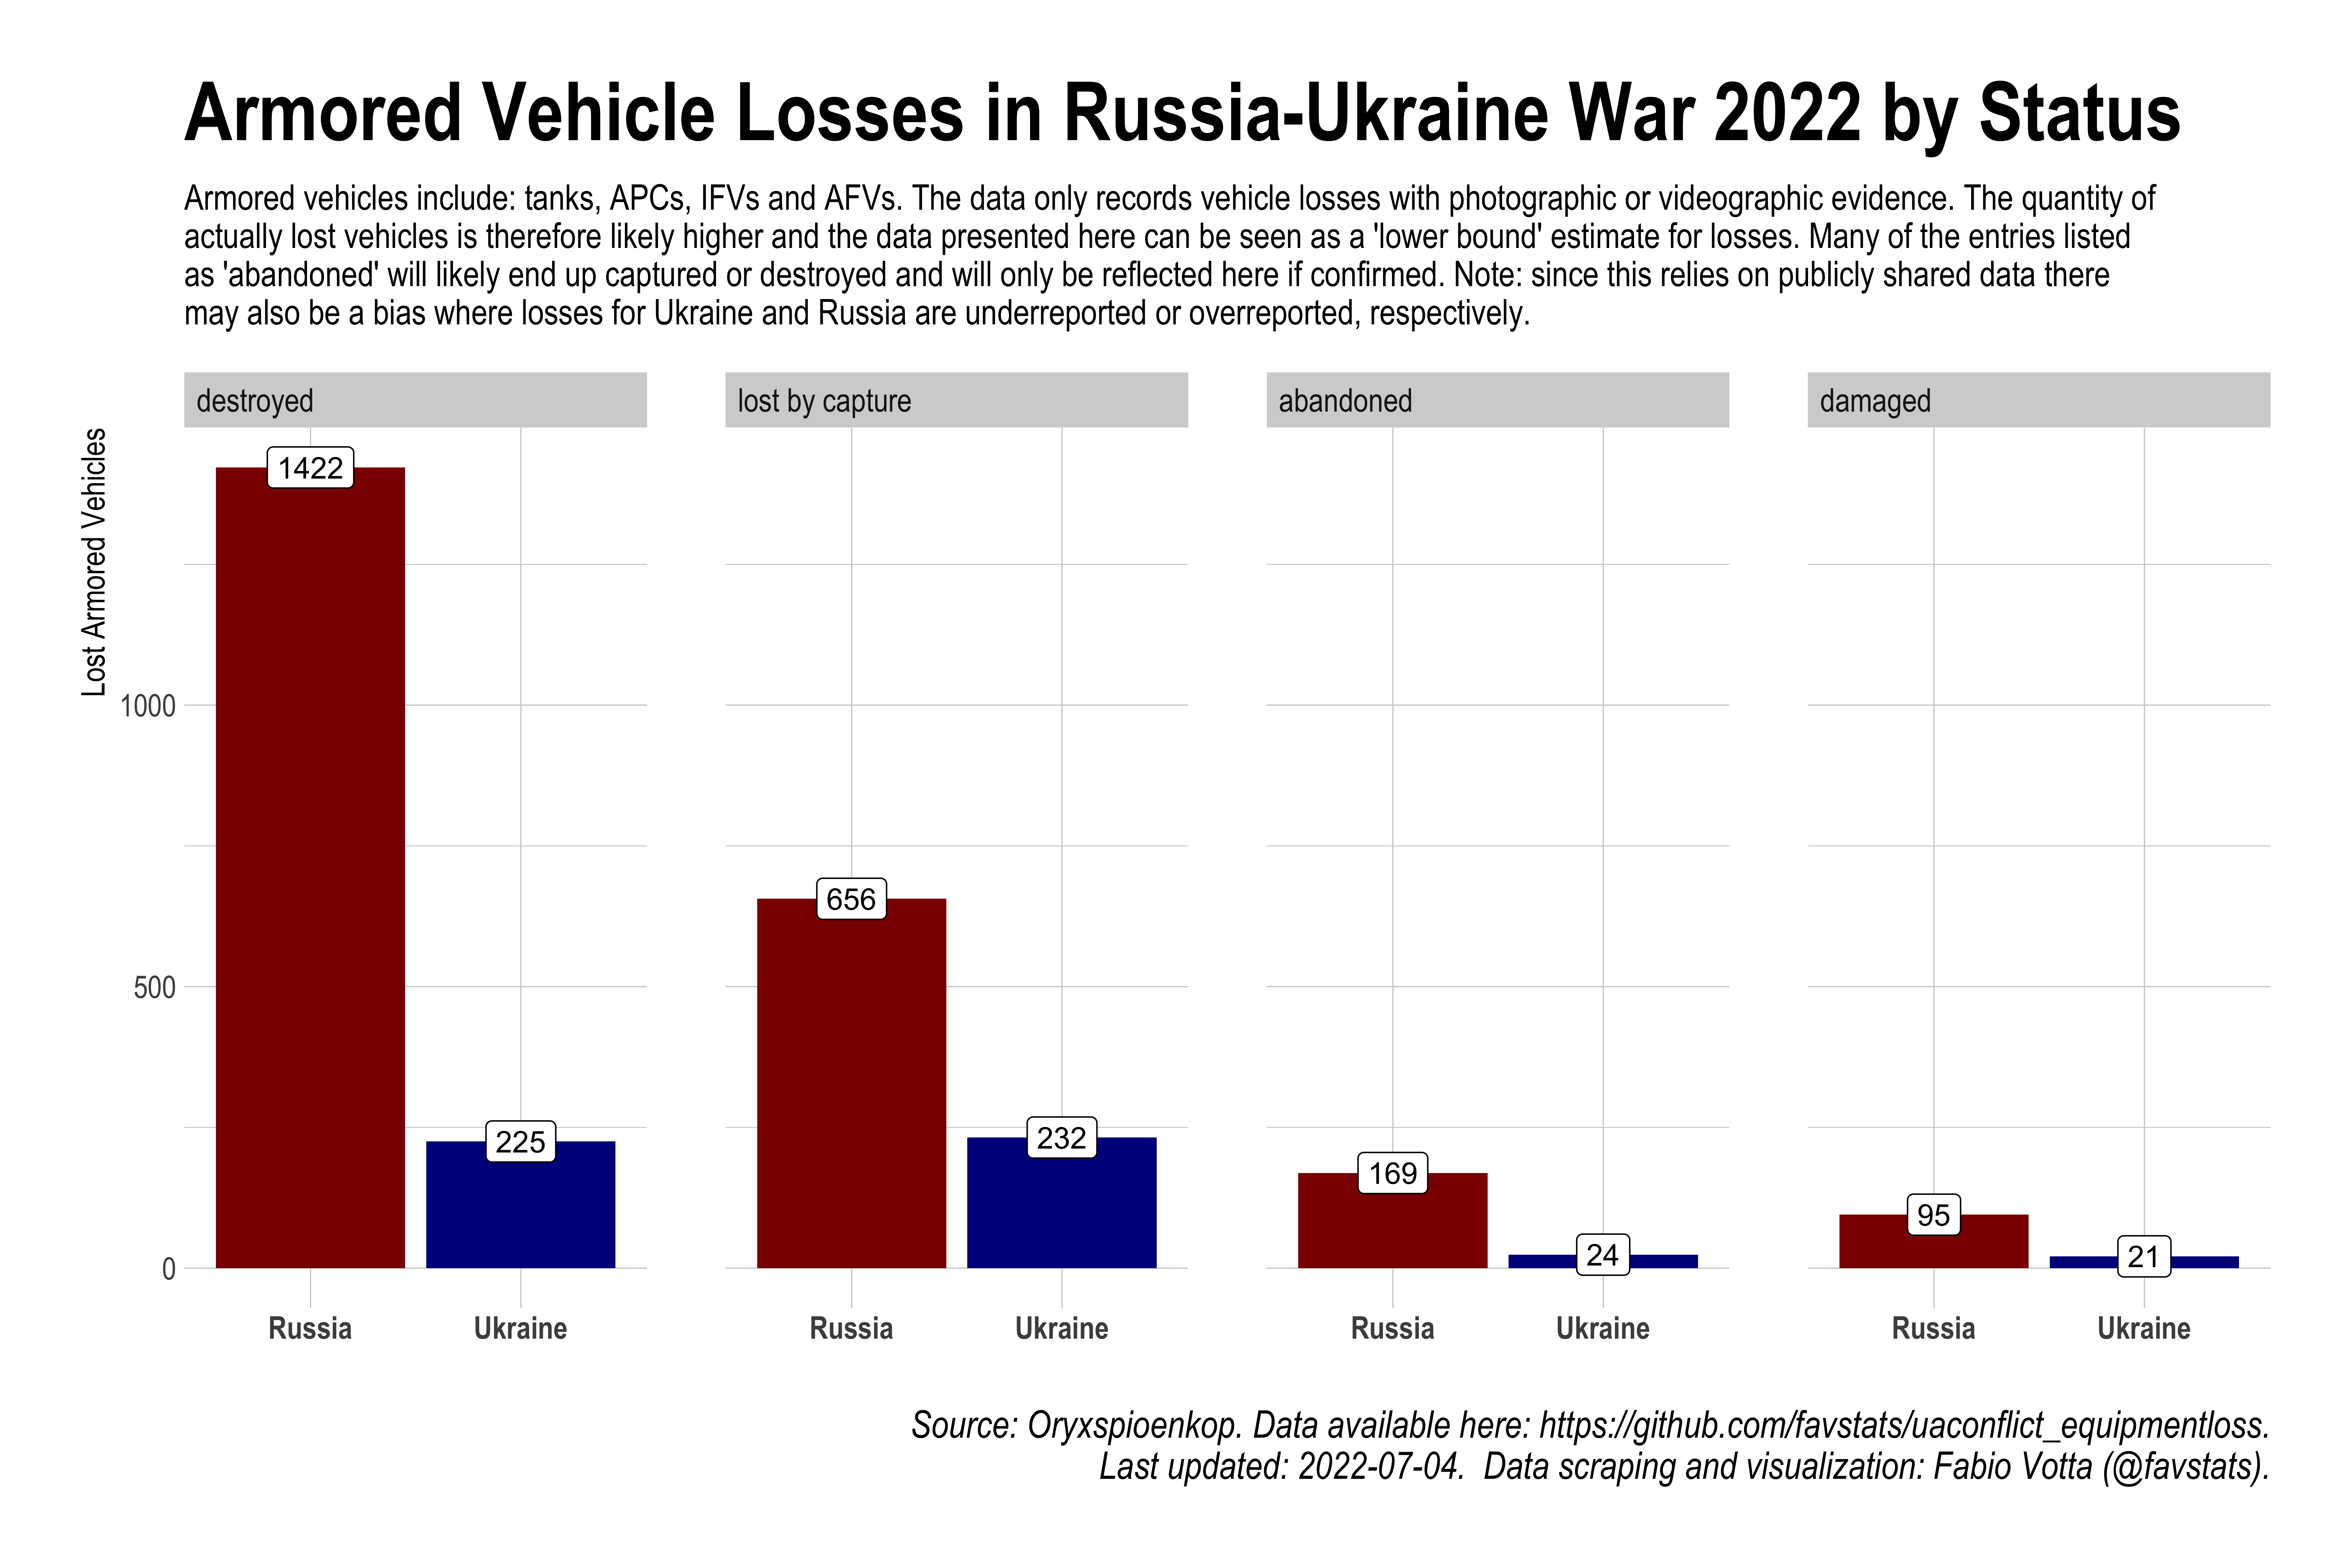 Armored Vehicle Losses in Russia-Ukraine War 2022 by Status
Armored vehicles include: tanks, APCs, IFVs and AFVs. The data only records vehicle losses with photographic or videographic evidence. The quantity of
actually lost vehicles is therefore likely higher and the data presented here can be seen as a 'lower bound' estimate for losses. Many of the entries listed
as 'abandoned' will likely end up captured or destroyed and will only be reflected here if confirmed. Note: since this relies on publicly shared data there
may also be a bias where losses for Ukraine and Russia are underreported or overreported, respectively.
destroyed
lost by capture
abandoned
damaged
Lost Armored Vehicles
1000
500
0
1422
225
656
232
169
24
95
21
Russia
Ukraine
Russia
Ukraine
Russia
Ukraine
Russia
Ukraine
Source: Oryxspioenkop. Data available here: https://github.com/favstats/uaconflict_equipmentloss.
Last updated: 2022-07-04.  Data scraping and visualization: Fabio Votta (@favstats).